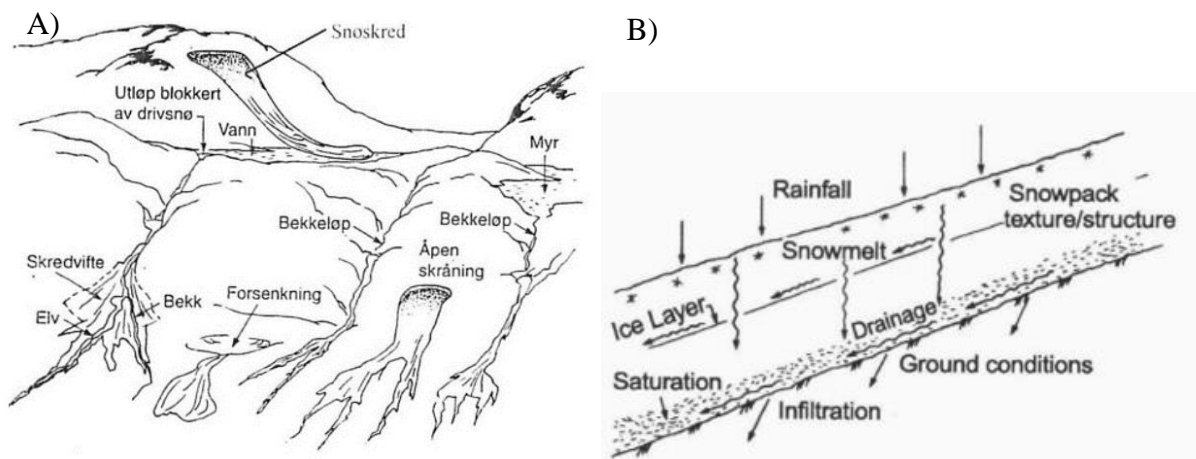 A)
Snøskred
Utløp blokkert
av drivsnø
Vann
Myr
Bekkeløp
Bekkeløp
Åpen
skråning
Skredvifte
Forsenkning
Bekk
Elv
B)
Rainfall
Snowpack
texture/structure
Snowmelt
Ice Layer
Drainage
Ground conditions
Saturation
Infiltration